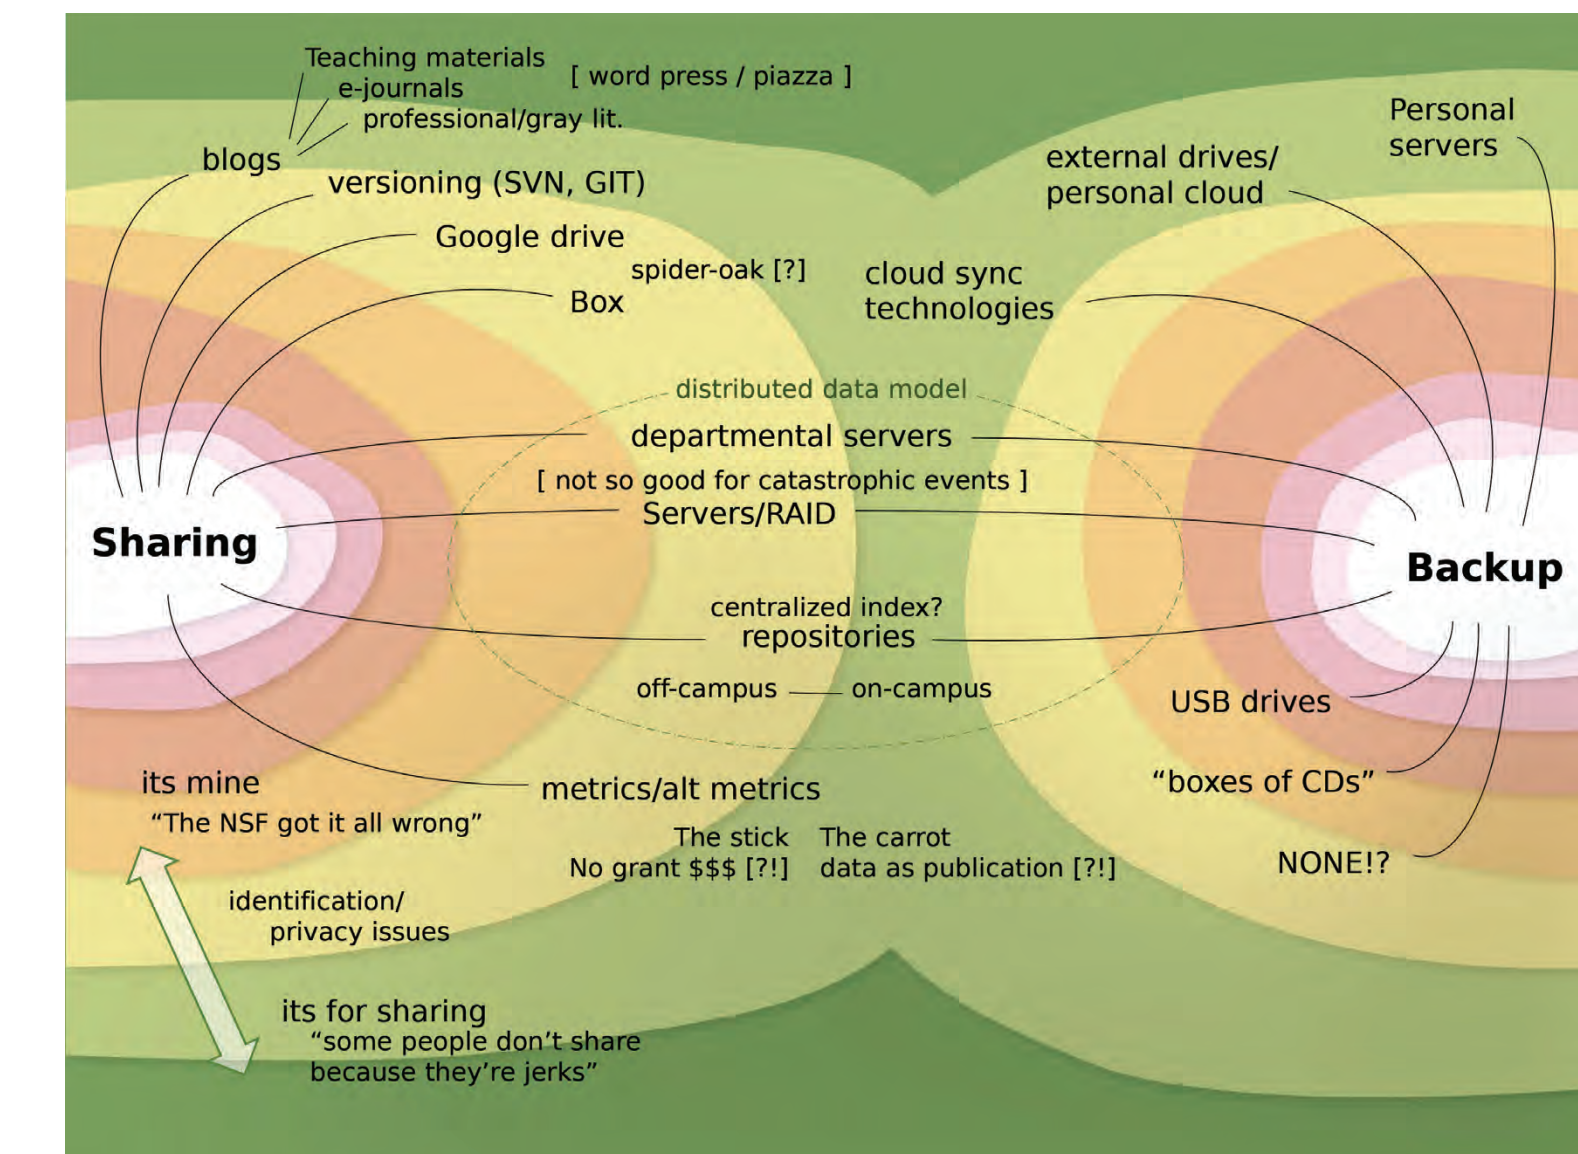 Teaching materials
e-journals
[ word press / piazza ]
professional/gray lit.
blogs
versioning (SVN, GIT)
Google drive
spider-oak [?]
Box
Personal
servers
external drives/
personal cloud
cloud sync
technologies
distributed data model
departmental servers
[ not so good for catastrophic events ]
Servers/RAID
Sharing
Backup
centralized index?
repositories
off-campus
on-campus
USB drives
“boxes of CDs”
NONE!?
its mine
“The NSF got it all wrong”
metrics/alt metrics
The stick
No grant $$$ [?!]
The carrot
data as publication [?!]
identification/
privacy issues
its for sharing
“some people don’t share
because they’re jerks”